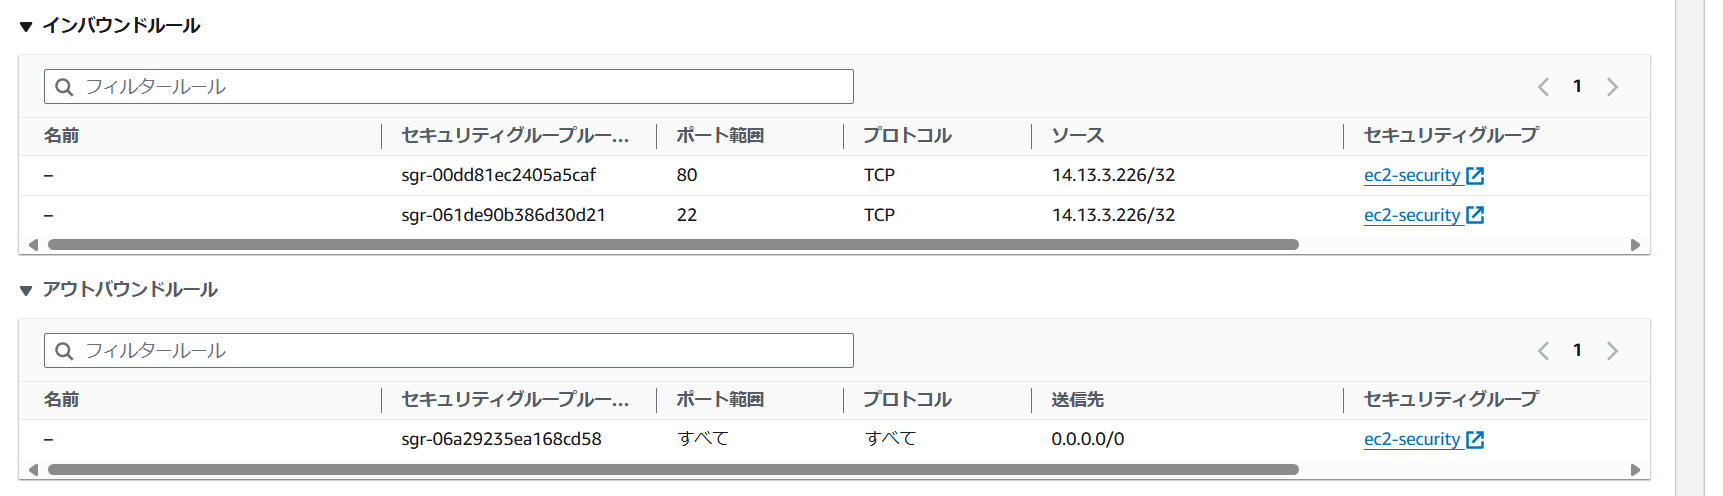 ▼ インバウンドルール
フィルタールール
1
名前 セキュリティグループルー... ポート範囲 プロトコル ソース セキュリティグループ
– sgr-00dd81ec2405a5caf 80 TCP 14.13.3.226/32 ec2-security
– sgr-061de90b386d30d21 22 TCP 14.13.3.226/32 ec2-security
▼ アウトバウンドルール
フィルタールール
1
名前 セキュリティグループルー... ポート範囲 プロトコル 送信先 セキュリティグループ
– sgr-06a29235ea168cd58 すべて すべて 0.0.0.0/0 ec2-security